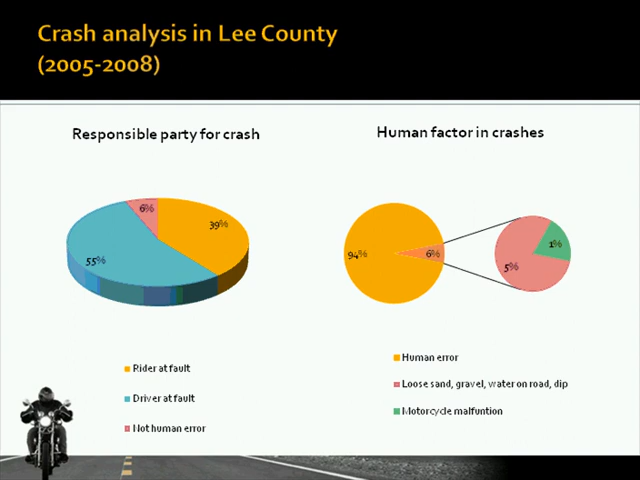 Crash analysis in Lee County
(2005-2008)
Responsible party for crash
Human factor in crashes
6%
39%
55%
94%
6%
1%
5%
Rider at fault
Driver at fault
Not human error
Human error
Loose sand, gravel, water on road, dip
Motorcycle malfuntion